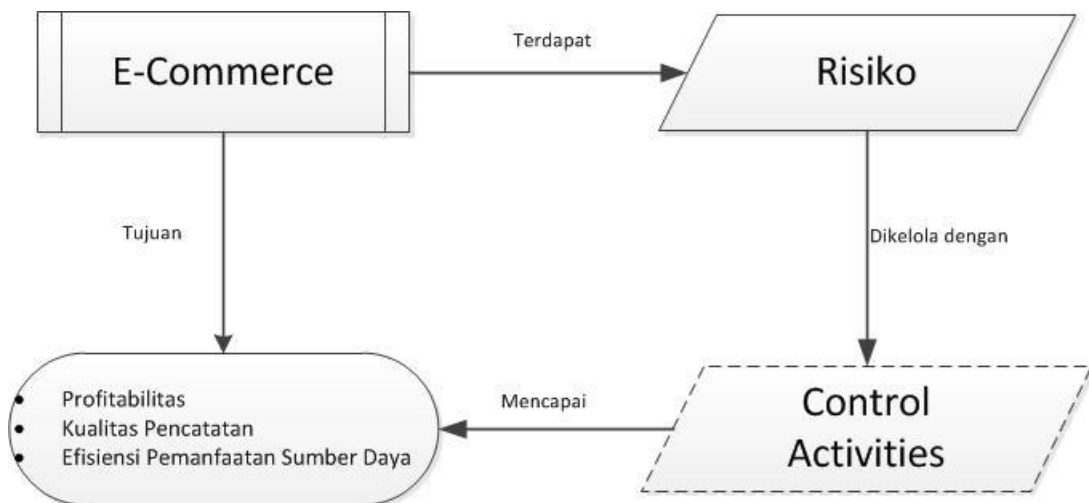 E-Commerce
Terdapat
Risiko
Tujuan
Dikelola dengan
• Profitabilitas
• Kualitas Pencatatan
• Efisiensi Pemanfaatan Sumber Daya
Mencapai
Control
Activities